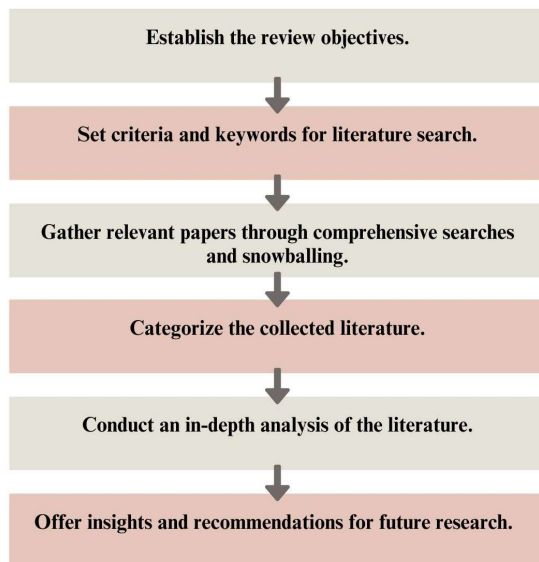 Establish the review objectives.
Set criteria and keywords for literature search.
Gather relevant papers through comprehensive searches
and snowballing.
Categorize the collected literature.
Conduct an in-depth analysis of the literature.
Offer insights and recommendations for future research.